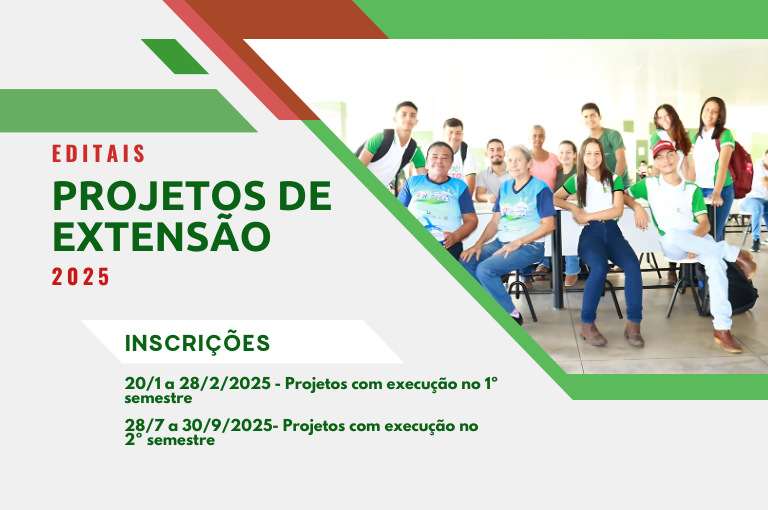 EDITAIS
PROJETOS DE
EXTENSÃO
2025
INSCRIÇÕES
20/1 a 28/2/2025 - Projetos com execução no 1º
semestre
28/7 a 30/9/2025- Projetos com execução no
2º semestre